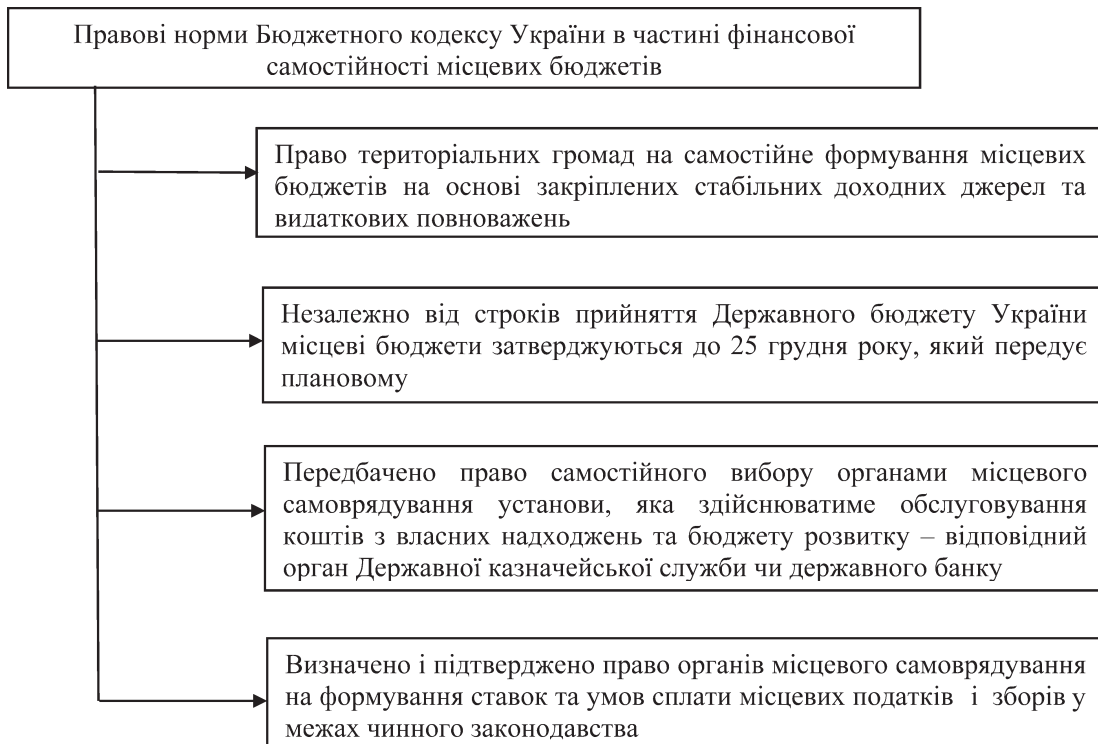 Правові норми Бюджетного кодексу України в частині фінансової
самостійності місцевих бюджетів
Право територіальних громад на самостійне формування місцевих
бюджетів на основі закріплених стабільних доходних джерел та
видаткових повноважень
Незалежно від строків прийняття Державного бюджету України
місцеві бюджети затверджуються до 25 грудня року, який передує
плановому
Передбачено право самостійного вибору органами місцевого
самоврядування установи, яка здійснюватиме обслуговування
коштів з власних надходжень та бюджету розвитку – відповідний
орган Державної казначейської служби чи державного банку
Визначено і підтверджено право органів місцевого самоврядування
на формування ставок та умов сплати місцевих податків і зборів у
межах чинного законодавства